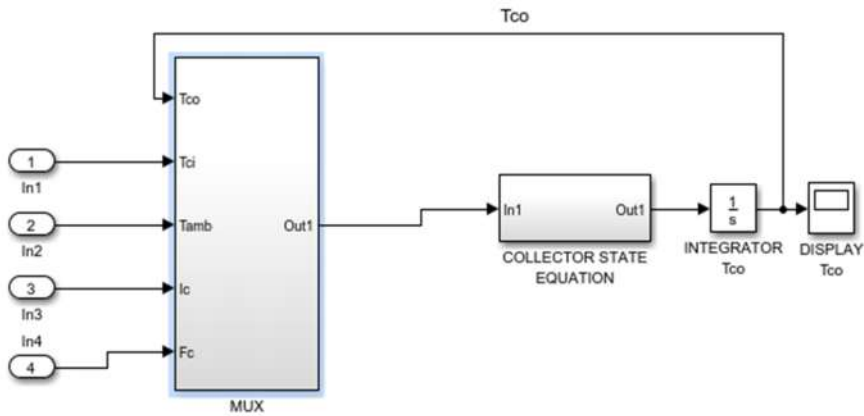 Tco
Tco
1
Tci
In1
2
Tamb
Out1
In2
3
Ic
In3
In4
4
Fc
MUX
In1
Out1
COLLECTOR STATE
EQUATION
1
s
INTEGRATOR
Tco
DISPLAY
Tco